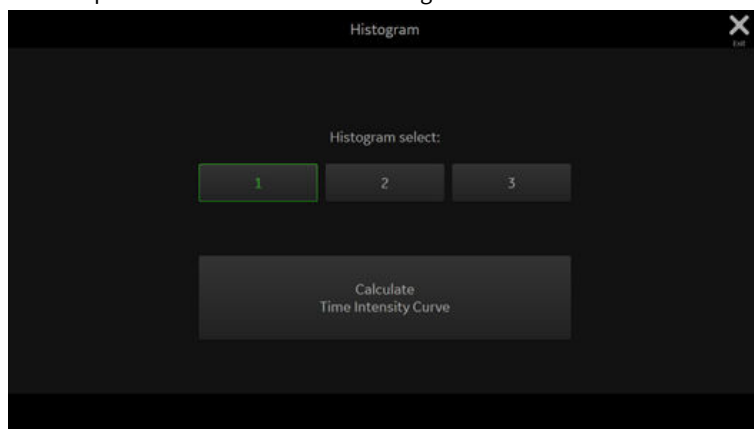 Histogram
Exit
Histogram select:
1 2 3
Calculate
Time Intensity Curve